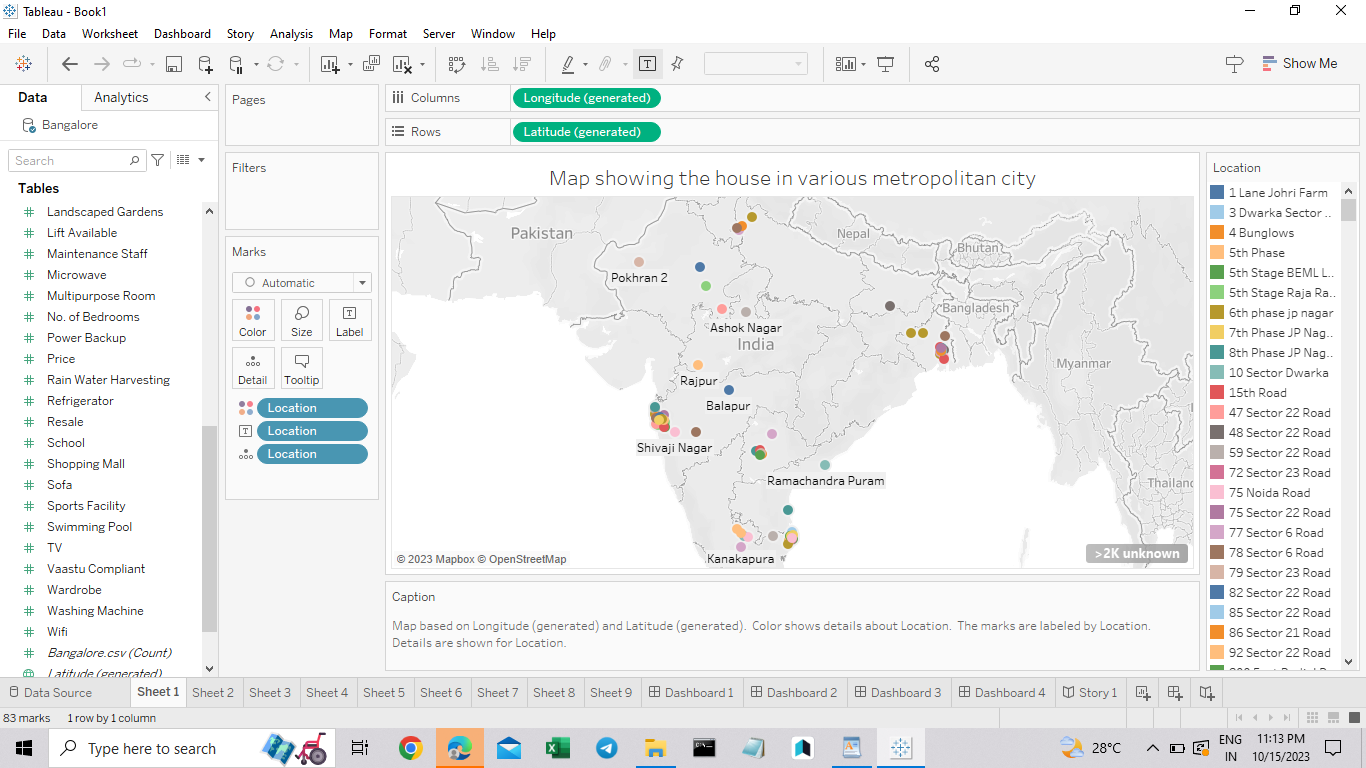 Tableau - Book1
File Data Worksheet Dashboard Story Analysis Map Format Server Window Help
Show Me
Data Analytics
Bangalore
Search
Tables
Landscaped Gardens
Lift Available
Maintenance Staff
Microwave
Multipurpose Room
No. of Bedrooms
Power Backup
Price
Rain Water Harvesting
Refrigerator
Resale
School
Shopping Mall
Sofa
Sports Facility
Swimming Pool
TV
Vaastu Compliant
Wardrobe
Washing Machine
Wifi
Bangalore.csv (Count)
Latitude (generated)
Pages
Filters
Marks
Automatic
Color Size Label
Detail Tooltip
Location
Location
Location
Columns Longitude (generated)
Rows Latitude (generated)
Map showing the house in various metropolitan city
Pakistan
Nepal
Bhutan
Pokhran 2
Bangladesh
Ashok Nagar
India
Myanmar
Rajpur
Balapur
Shivaji Nagar
Ramachandra Puram
Thailand
Kanakapura
© 2023 Mapbox © OpenStreetMap
>2K unknown
Caption
Map based on Longitude (generated) and Latitude (generated). Color shows details about Location. The marks are labeled by Location.
Details are shown for Location.
Location
1 Lane Johri Farm
3 Dwarka Sector ..
4 Bunglows
5th Phase
5th Stage BEML L..
5th Stage Raja Ra..
6th phase jp nagar
7th Phase JP Nag..
8th Phase JP Nag..
10 Sector Dwarka
15th Road
47 Sector 22 Road
48 Sector 22 Road
59 Sector 22 Road
72 Sector 23 Road
75 Noida Road
75 Sector 22 Road
77 Sector 6 Road
78 Sector 6 Road
79 Sector 23 Road
82 Sector 22 Road
85 Sector 22 Road
86 Sector 21 Road
92 Sector 22 Road
Data Source Sheet 1 Sheet 2 Sheet 3 Sheet 4 Sheet 5 Sheet 6 Sheet 7 Sheet 8 Sheet 9 Dashboard 1 Dashboard 2 Dashboard 3 Dashboard 4 Story 1
83 marks 1 row by 1 column
Type here to search
28°C
ENG
IN
11:13 PM
10/15/2023